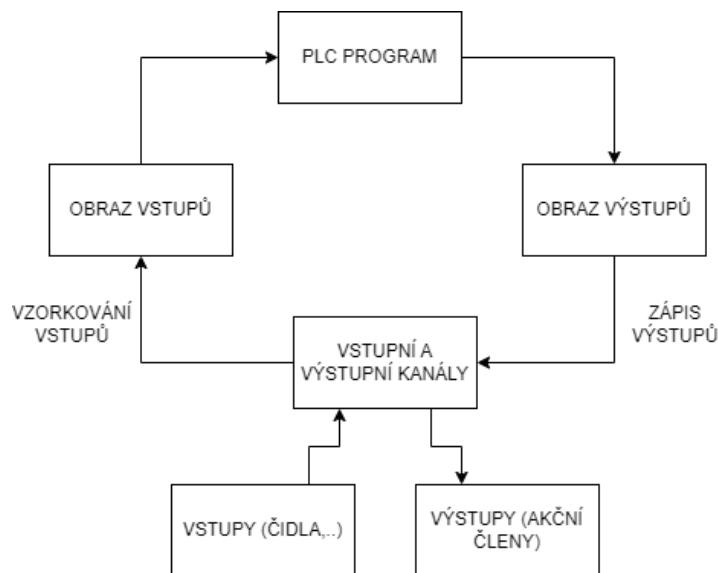 PLC PROGRAM
OBRAZ VSTUPŮ
OBRAZ VÝSTUPŮ
VZORKOVÁNÍ
VSTUPŮ
ZÁPIS
VÝSTUPŮ
VSTUPNÍ A
VÝSTUPNÍ KANÁLY
VSTUPY (ČIDLA,..)
VÝSTUPY (AKČNÍ
ČLENY)